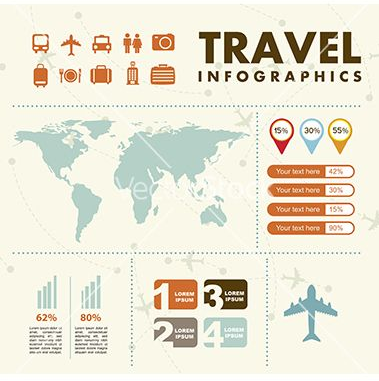 TRAVEL
INFOGRAPHICS
15% 30% 55%
Your text here 42%
Your text here 30%
Your text here 15%
Your text here 90%
62% 80%
1 LOREM
IPSUM
3 LOREM
IPSUM
2 LOREM
IPSUM
4 LOREM
IPSUM